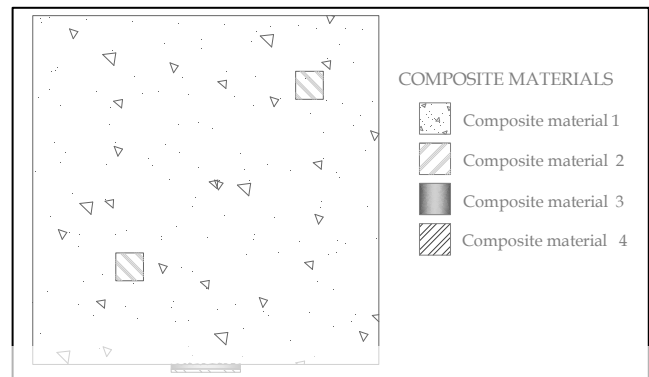 COMPOSITE MATERIALS
Composite material 1
Composite material 2
Composite material 3
Composite material 4